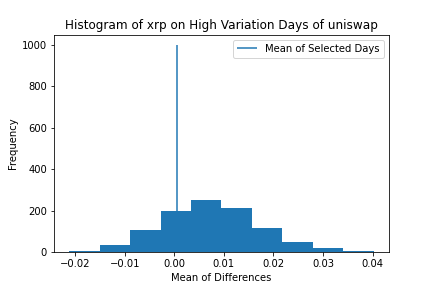 Histogram of xrp on High Variation Days of uniswap
Mean of Selected Days
1000
800
600
400
200
0
Frequency
−0.02 −0.01 0.00 0.01 0.02 0.03 0.04
Mean of Differences